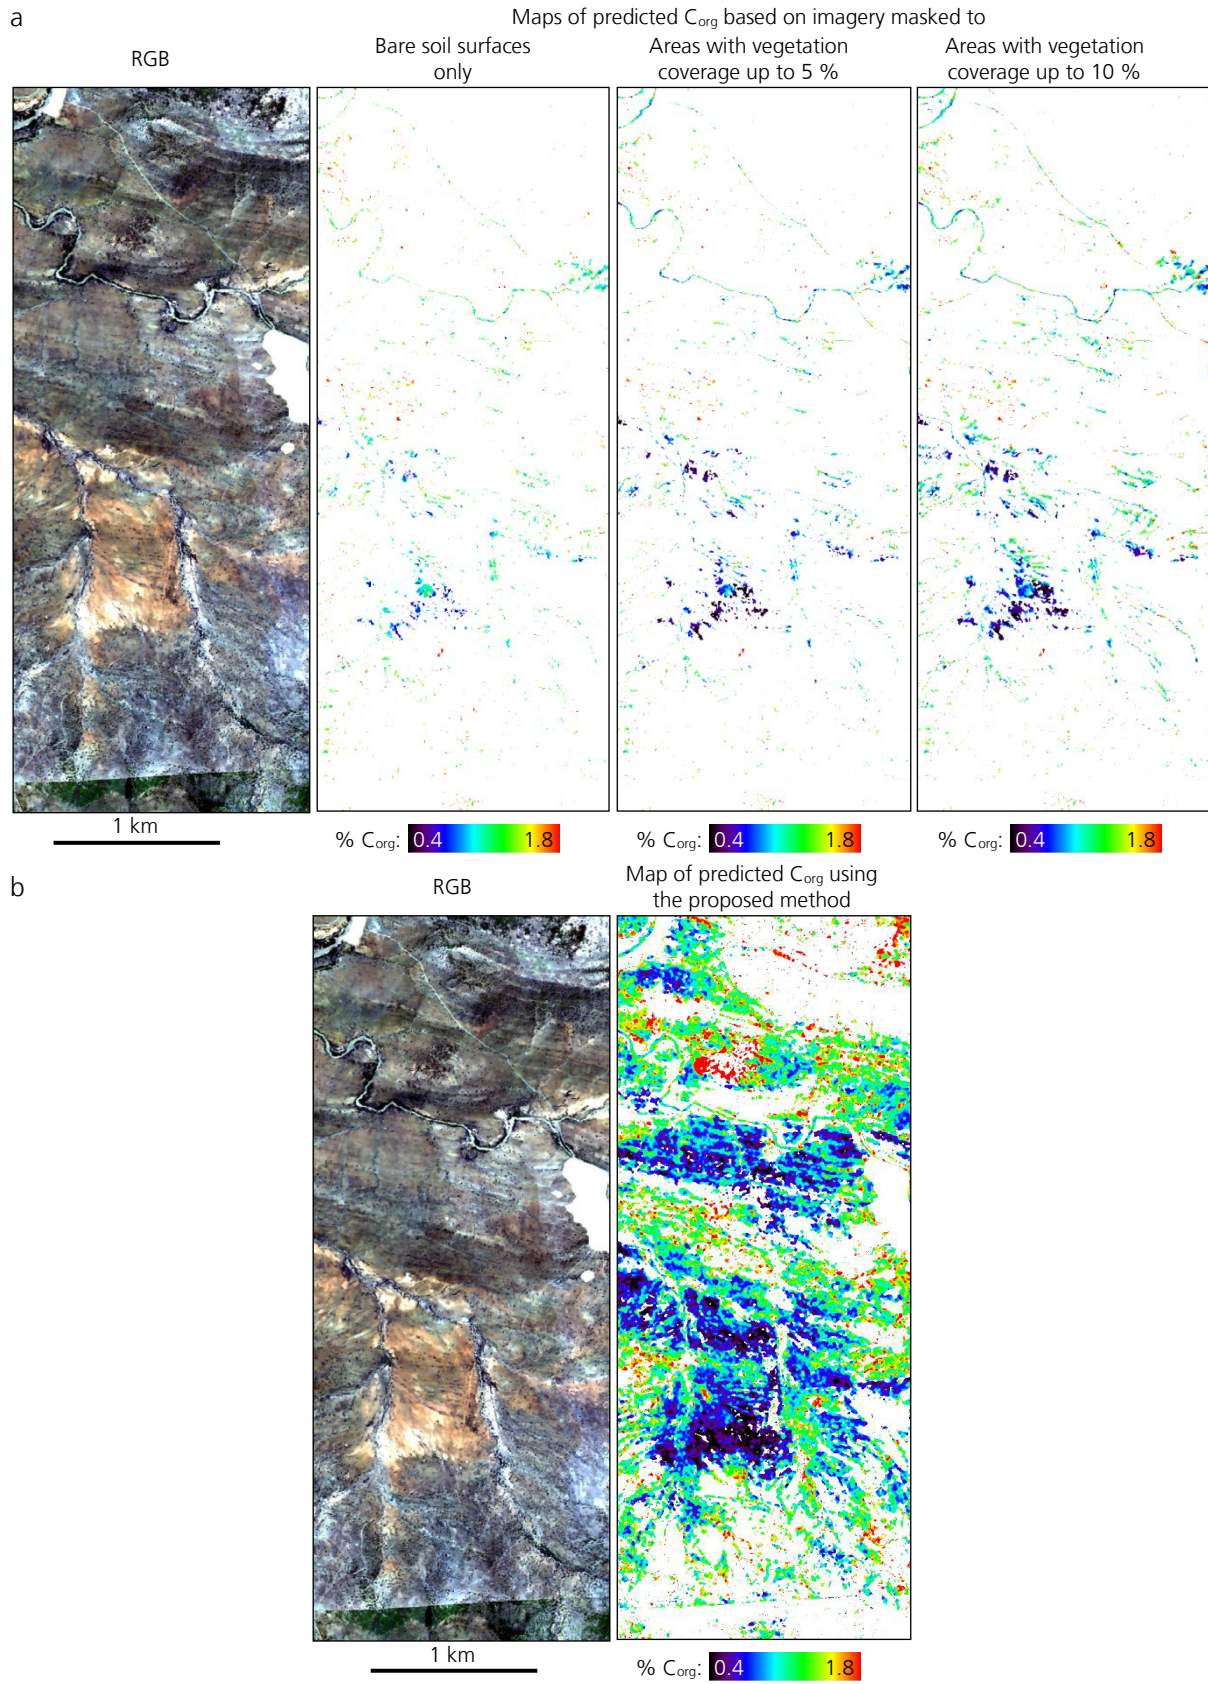 a
Maps of predicted Corg based on imagery masked to
RGB
Bare soil surfaces
only
Areas with vegetation
coverage up to 5 %
Areas with vegetation
coverage up to 10 %
1 km
% Corg: 0.4 1.8
% Corg: 0.4 1.8
% Corg: 0.4 1.8
b
RGB
Map of predicted Corg using
the proposed method
1 km
% Corg: 0.4 1.8